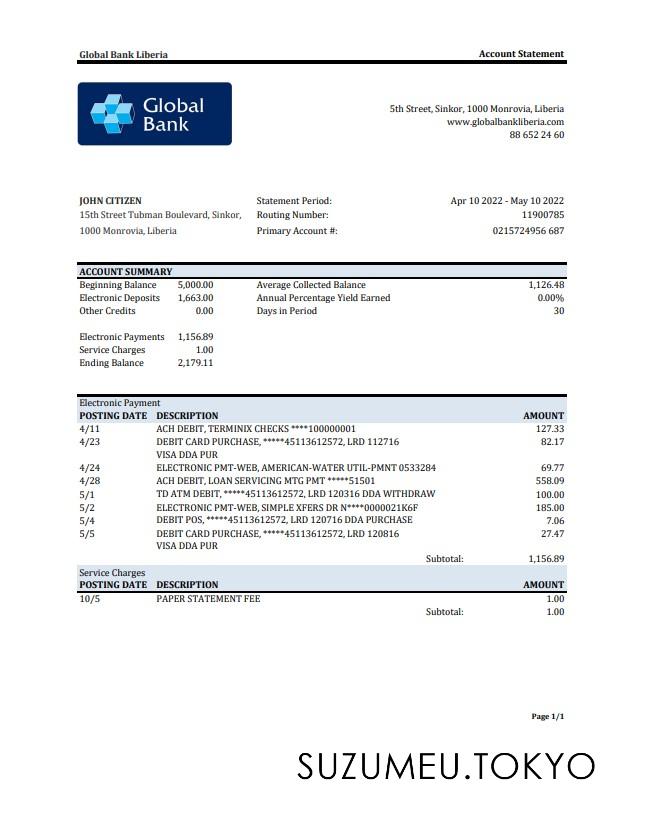 Global Bank Liberia Account Statement
Global
Bank
5th Street, Sinkor, 1000 Monrovia, Liberia
www.globalbankliberia.com
88 652 24 60
JOHN CITIZEN Statement Period: Apr 10 2022 - May 10 2022
15th Street Tubman Boulevard, Sinkor, Routing Number: 11900785
1000 Monrovia, Liberia Primary Account #: 0215724956 687
ACCOUNT SUMMARY
Beginning Balance 5,000.00 Average Collected Balance 1,126.48
Electronic Deposits 1,663.00 Annual Percentage Yield Earned 0.00%
Other Credits 0.00 Days in Period 30
Electronic Payments 1,156.89
Service Charges 1.00
Ending Balance 2,179.11
Electronic Payment
POSTING DATE DESCRIPTION AMOUNT
4/11 ACH DEBIT, TERMINIX CHECKS ****100000001 127.33
4/23 DEBIT CARD PURCHASE, *****45113612572, LRD 112716 82.17
VISA DDA PUR
4/24 ELECTRONIC PMT-WEB, AMERICAN-WATER UTIL-PMNT 0533284 69.77
4/28 ACH DEBIT, LOAN SERVICING MTG PMT *****51501 558.09
5/1 TD ATM DEBIT, *****45113612572, LRD 120316 DDA WITHDRAW 100.00
5/2 ELECTRONIC PMT-WEB, SIMPLE XFERS DR N****0000021K6F 185.00
5/4 DEBIT POS, *****45113612572, LRD 120716 DDA PURCHASE 7.06
5/5 DEBIT CARD PURCHASE, *****45113612572, LRD 120816 27.47
VISA DDA PUR
Subtotal: 1,156.89
Service Charges
POSTING DATE DESCRIPTION AMOUNT
10/5 PAPER STATEMENT FEE 1.00
Subtotal: 1.00
Page 1/1
SUZUMEU.TOKYO